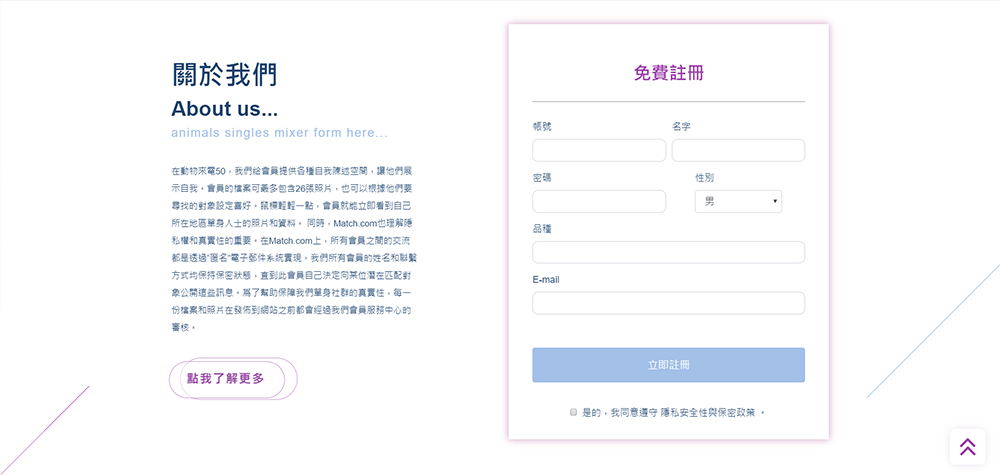 關於我們
About us...
animals singles mixer form here...
在動物來電50，我們給會員提供各種自我陳述空間，讓他們展
示自我。會員的檔案可最多包含26張照片，也可以根據他們要
尋找的對象設定喜好。鼠標輕輕一點，會員就能立即看到自己
所在地區單身人士的照片和資料。 同時，Match.com也理解隱
私權和真實性的重要。在Match.com上，所有會員之間的交流
都是透過"匿名"電子郵件系統實現。我們所有會員的姓名和聯繫
方式均保持保密狀態，直到此會員自己決定向某位潛在匹配對
象公開這些訊息。為了幫助保障我們單身社群的真實性，每一
份檔案和照片在發佈到網站之前都會經過我們會員服務中心的
審核。
點我了解更多
免費註冊
帳號 名字
密碼 性別
男
品種
E-mail
立即註冊
是的，我同意遵守 隱私安全性與保密政策 。